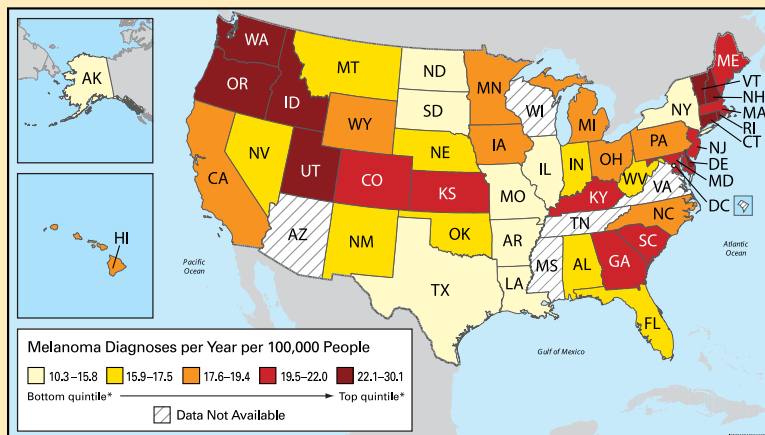 AK
HI
WA
OR
ID
MT
ND
SD
MN
WI
MI
WY
NE
IA
NV
UT
CO
KS
CA
AZ
NM
OK
TX
MO
AR
LA
IL
IN
OH
KY
WV
VA
PA
NY
TN
NC
SC
MS
AL
GA
FL
ME
VT
NH
MA
RI
CT
NJ
DE
MD
DC
Pacific
Ocean
Atlantic
Ocean
Gulf of Mexico
Melanoma Diagnoses per Year per 100,000 People
10.3–15.8 15.9–17.5 17.6–19.4 19.5–22.0 22.1–30.1
Bottom quintile* Top quintile*
Data Not Available